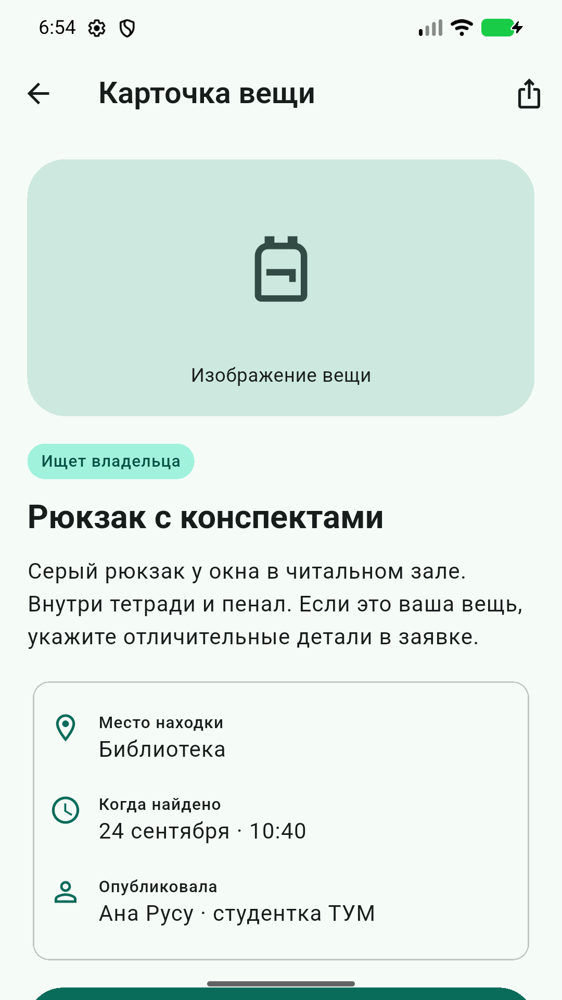 6:54
Карточка вещи
Изображение вещи
Ищет владельца
Рюкзак с конспектами
Серый рюкзак у окна в читальном зале.
Внутри тетради и пенал. Если это ваша вещь,
укажите отличительные детали в заявке.
Место находки
Библиотека
Когда найдено
24 сентября · 10:40
Опубликовала
Ана Русу · студентка ТУМ